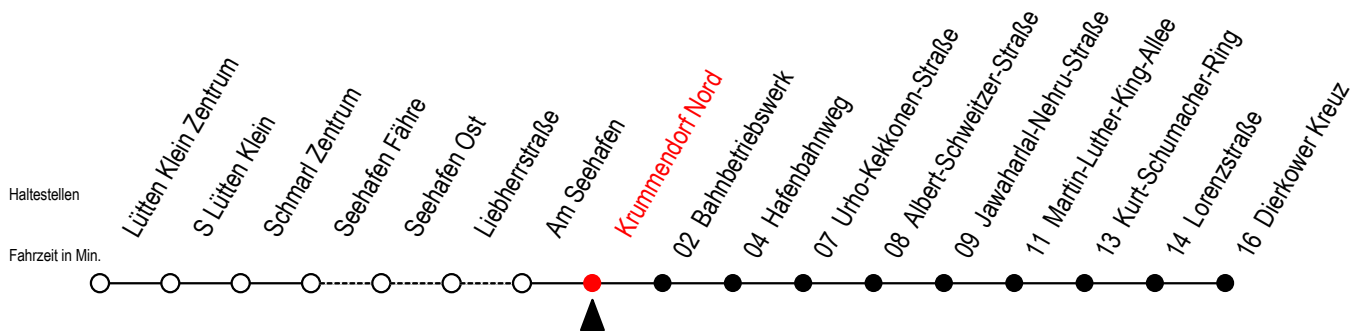 Haltestellen
Fahrzeit in Min.
Lütten Klein Zentrum
S Lütten Klein
Schmarl Zentrum
Seehafen Fähre
Seehafen Ost
Liebherrstraße
Am Seehafen
Krummendorf Nord
02 Bahnbetriebswerk
04 Hafenbahnweg
07 Urho-Kekkonen-Straße
08 Albert-Schweitzer-Straße
09 Jawaharlal-Nehru-Straße
11 Martin-Luther-King-Allee
13 Kurt-Schumacher-Ring
14 Lorenzstraße
16 Dierkower Kreuz